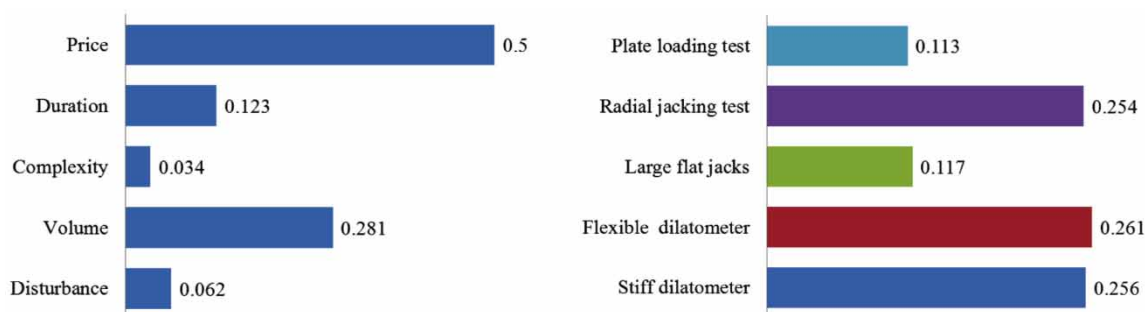 Price 0.5
Duration 0.123
Complexity 0.034
Volume 0.281
Disturbance 0.062
Plate loading test 0.113
Radial jacking test 0.254
Large flat jacks 0.117
Flexible dilatometer 0.261
Stiff dilatometer 0.256